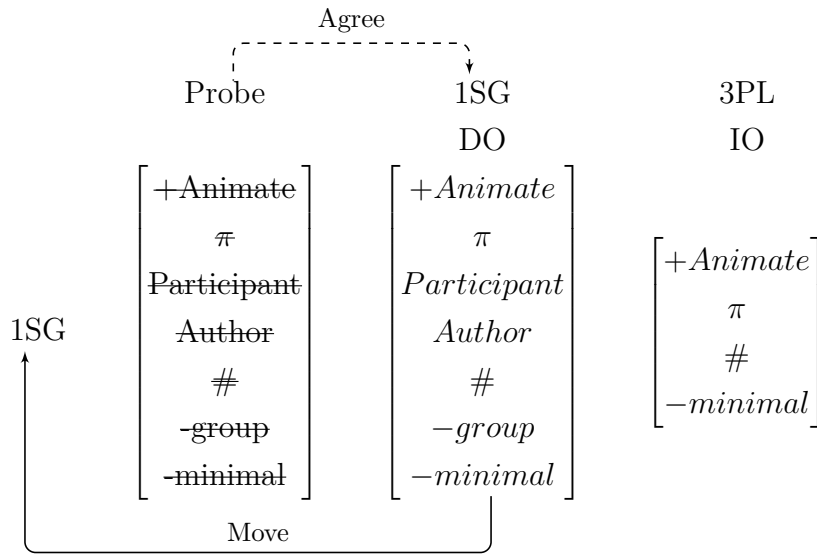 Agree
Probe 1SG 3PL
DO IO
+Animate +Animate
π π +Animate
Participant Participant π
1SG Author Author #
# # −minimal
-group −group
-minimal −minimal
Move